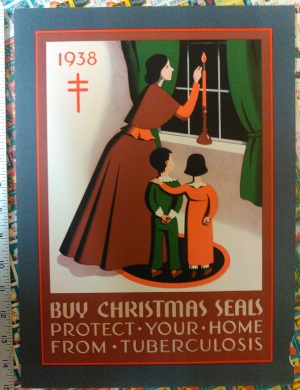 1938
BUY CHRISTMAS SEALS
PROTECT · YOUR · HOME
FROM · TUBERCULOSIS